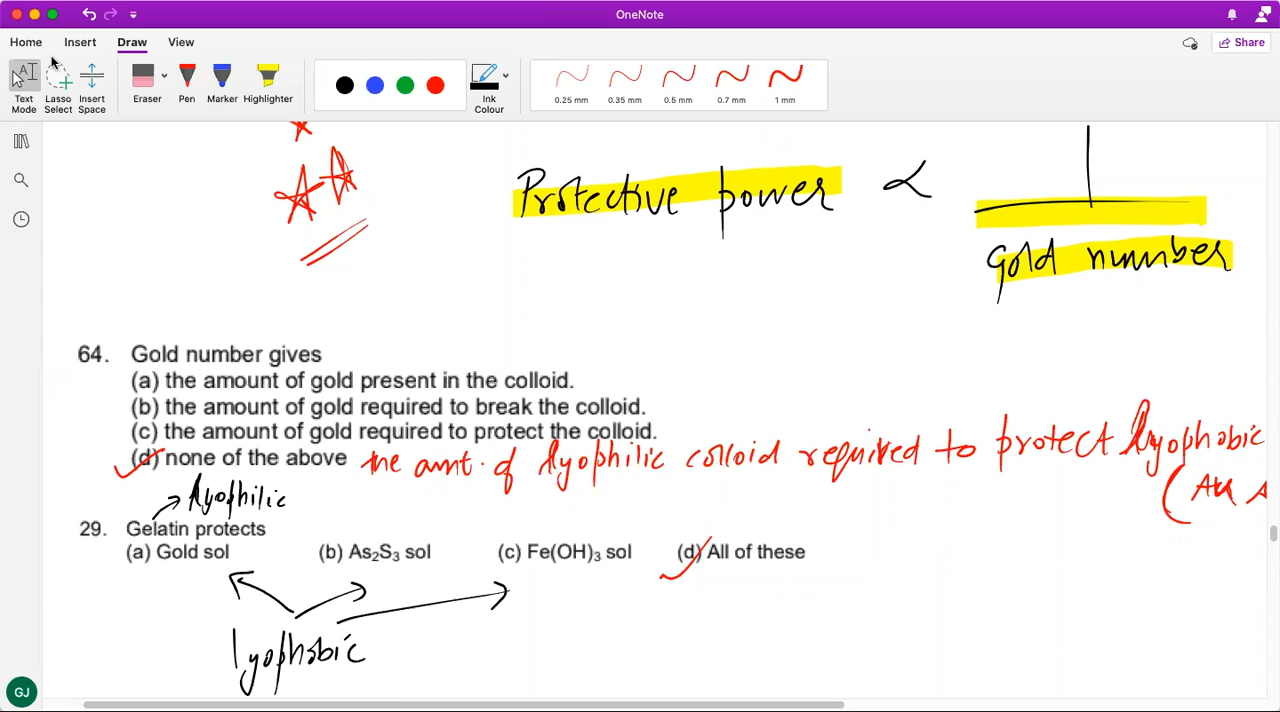 OneNote
Home Insert Draw View
Share
Text Mode
Lasso Select
Insert Space
Eraser
Pen
Marker
Highlighter
Ink Colour
0.25 mm 0.35 mm 0.5 mm 0.7 mm 1 mm
Protective power ∝ 1
gold number
64. Gold number gives
(a) the amount of gold present in the colloid.
(b) the amount of gold required to break the colloid.
(c) the amount of gold required to protect the colloid.
(d) none of the above the amt. of lyophilic colloid required to protect lyophobic
(Au
→ lyophilic
29. Gelatin protects
(a) Gold sol (b) As₂S₃ sol (c) Fe(OH)₃ sol (d) All of these
lyophobic
GJ